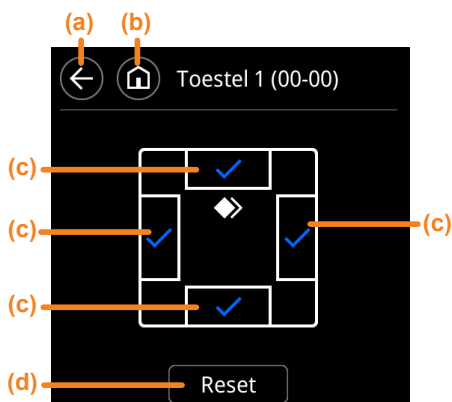 (a) (b)
Toestel 1 (00-00)
(c)
(c) (c)
(c)
(d) Reset